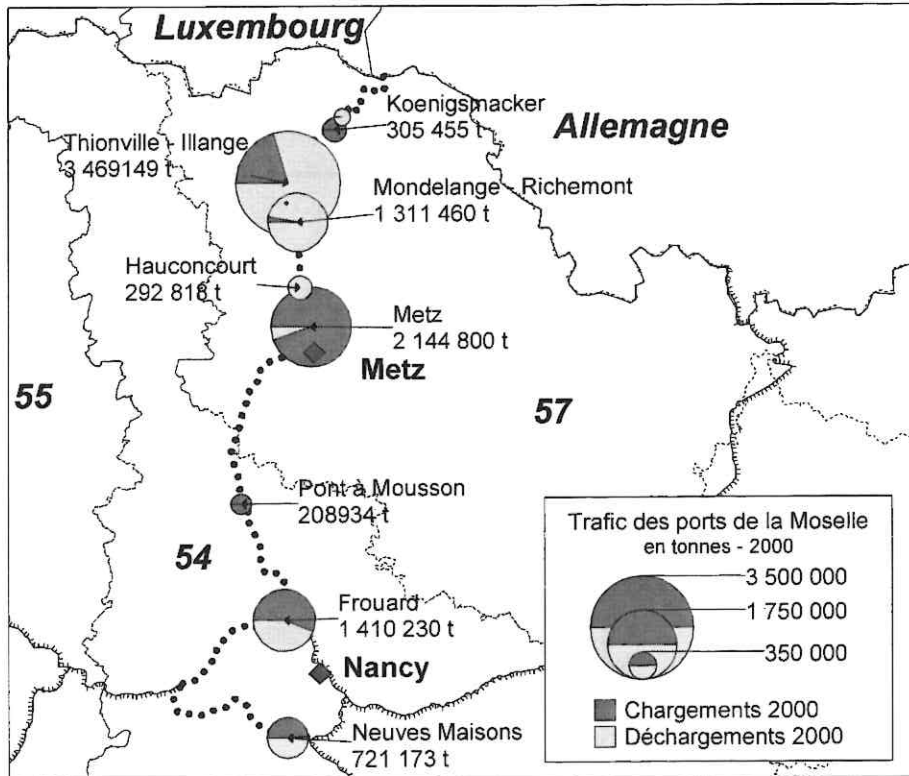 Luxembourg
Koenigsmacker
305 455 t
Allemagne
Thionville - Illange
3 469149 t
Mondelange - Richemont
1 311 460 t
Hauconcourt
292 818 t
Metz
2 144 800 t
Metz
55
57
Pont à Mousson
208934 t
54
Frouard
1 410 230 t
Nancy
Neuves Maisons
721 173 t
Trafic des ports de la Moselle
en tonnes - 2000
3 500 000
1 750 000
350 000
Chargements 2000
Déchargements 2000